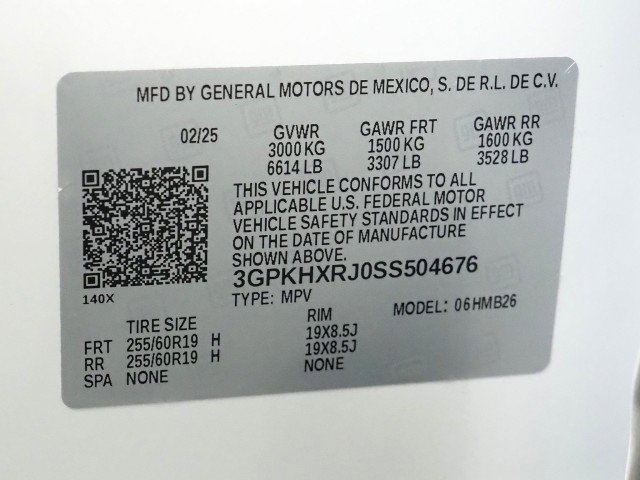 MFD BY GENERAL MOTORS DE MEXICO, S. DE R.L. DE C.V.
02/25 GVWR GAWR FRT GAWR RR
3000 KG 1500 KG 1600 KG
6614 LB 3307 LB 3528 LB
THIS VEHICLE CONFORMS TO ALL
APPLICABLE U.S. FEDERAL MOTOR
VEHICLE SAFETY STANDARDS IN EFFECT
ON THE DATE OF MANUFACTURE
SHOWN ABOVE.
3GPKHXRJ0SS504676
140X TYPE: MPV MODEL: 06HMB26
TIRE SIZE RIM
FRT 255/60R19 H 19X8.5J
RR 255/60R19 H 19X8.5J
SPA NONE NONE